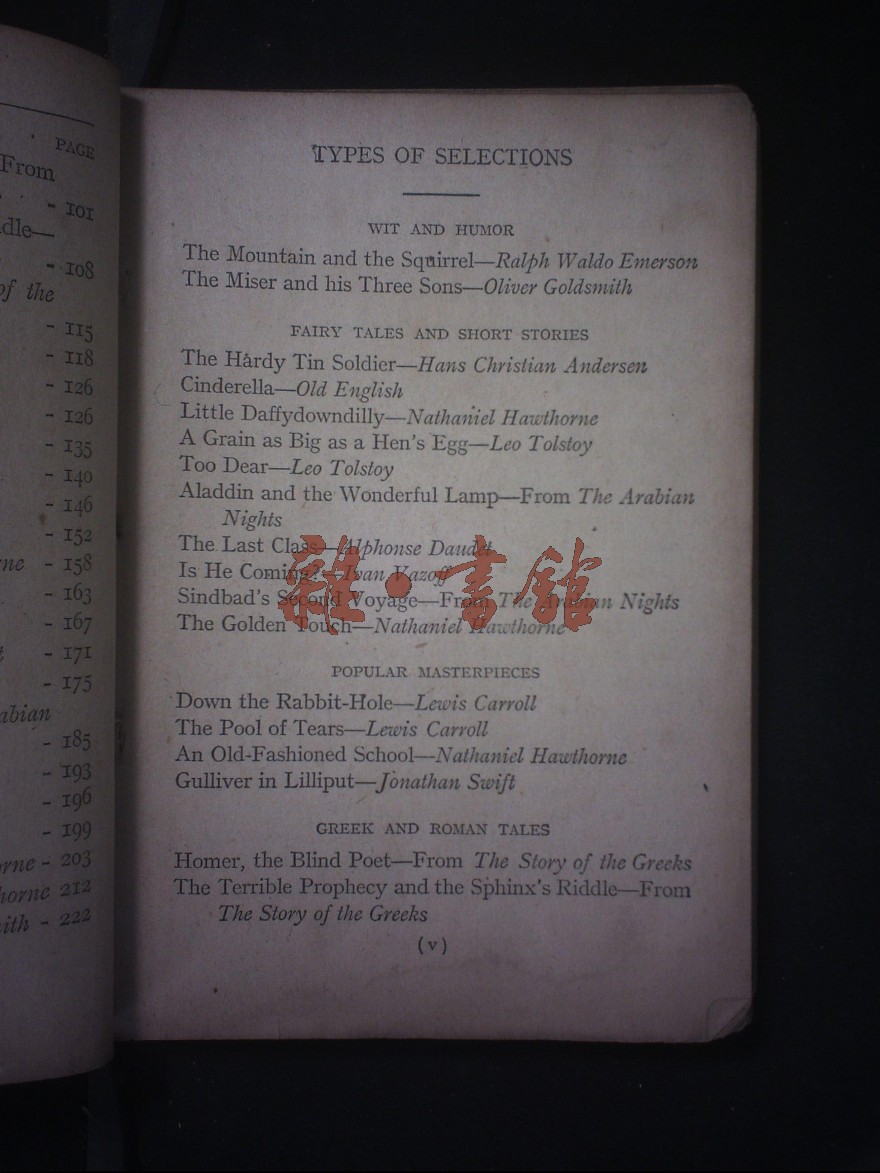 PAGE
From
- 101
dle—
- 108
of the
- 115
- 118
- 126
- 126
- 135
- 140
- 146
- 152
ne - 158
- 163
- 167
- 171
- 175
abian
- 185
- 193
- 196
- 199
rne - 203
horne 212
ith - 222
TYPES OF SELECTIONS
WIT AND HUMOR
The Mountain and the Squirrel—Ralph Waldo Emerson
The Miser and his Three Sons—Oliver Goldsmith
FAIRY TALES AND SHORT STORIES
The Hardy Tin Soldier—Hans Christian Andersen
Cinderella—Old English
Little Daffydowndilly—Nathaniel Hawthorne
A Grain as Big as a Hen's Egg—Leo Tolstoy
Too Dear—Leo Tolstoy
Aladdin and the Wonderful Lamp—From The Arabian
Nights
The Last Class—Alphonse Daudet
Is He Coming?—Ivan Vazoff
Sindbad's Second Voyage—From The Arabian Nights
The Golden Touch—Nathaniel Hawthorne
雜·書館
POPULAR MASTERPIECES
Down the Rabbit-Hole—Lewis Carroll
The Pool of Tears—Lewis Carroll
An Old-Fashioned School—Nathaniel Hawthorne
Gulliver in Lilliput—Jonathan Swift
GREEK AND ROMAN TALES
Homer, the Blind Poet—From The Story of the Greeks
The Terrible Prophecy and the Sphinx's Riddle—From
The Story of the Greeks
(v)